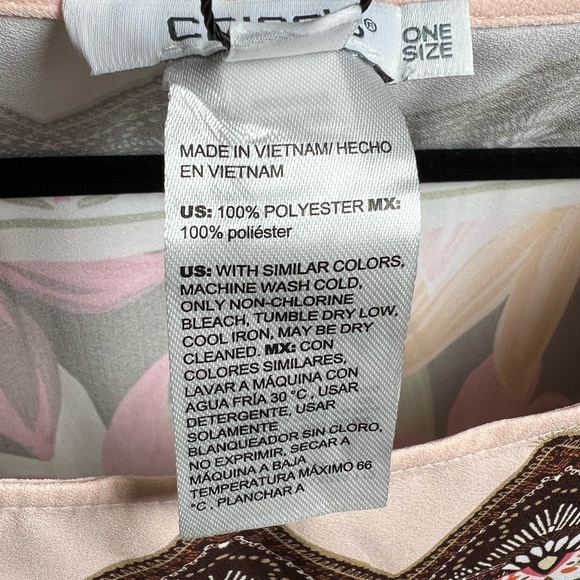 ONE
SIZE
MADE IN VIETNAM/ HECHO
EN VIETNAM
US: 100% POLYESTER MX:
100% poliéster
US: WITH SIMILAR COLORS,
MACHINE WASH COLD,
ONLY NON-CHLORINE
BLEACH, TUMBLE DRY LOW,
COOL IRON, MAY BE DRY
CLEANED. MX: CON
COLORES SIMILARES,
LAVAR A MÁQUINA CON
AGUA FRÍA 30 °C, USAR
DETERGENTE, USAR
SOLAMENTE
BLANQUEADOR SIN CLORO,
NO EXPRIMIR, SECAR A
MÁQUINA A BAJA
TEMPERATURA MÁXIMO 66
°C, PLANCHAR A